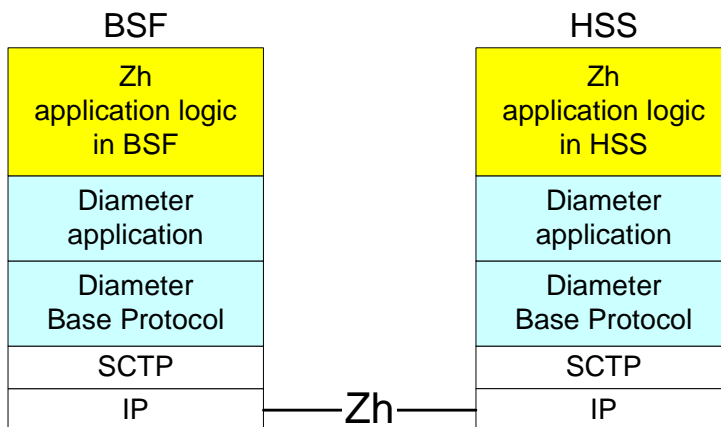 BSF
Zh
application logic
in BSF
Diameter
application
Diameter
Base Protocol
SCTP
IP
Zh
HSS
Zh
application logic
in HSS
Diameter
application
Diameter
Base Protocol
SCTP
IP